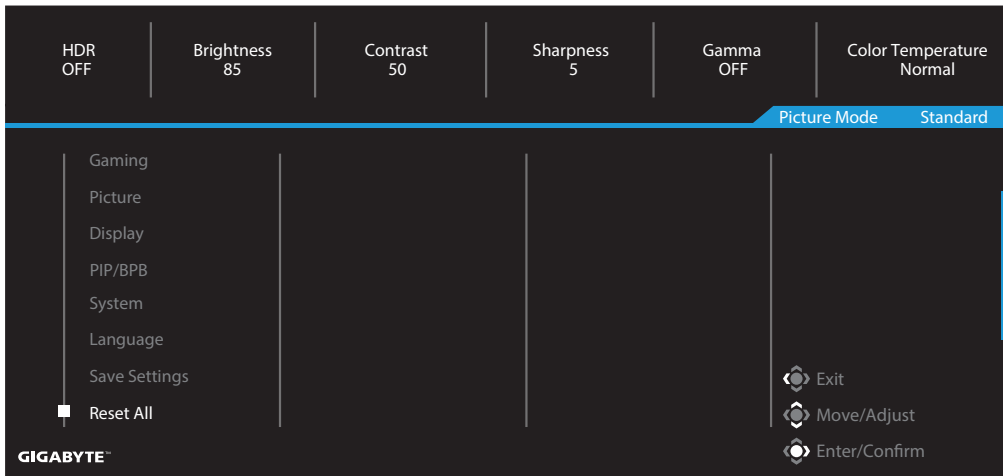 HDR
OFF
Brightness
85
Contrast
50
Sharpness
5
Gamma
OFF
Color Temperature
Normal
Picture Mode Standard
Gaming
Picture
Display
PIP/BPB
System
Language
Save Settings
Reset All
Exit
Move/Adjust
Enter/Confirm
GIGABYTE™